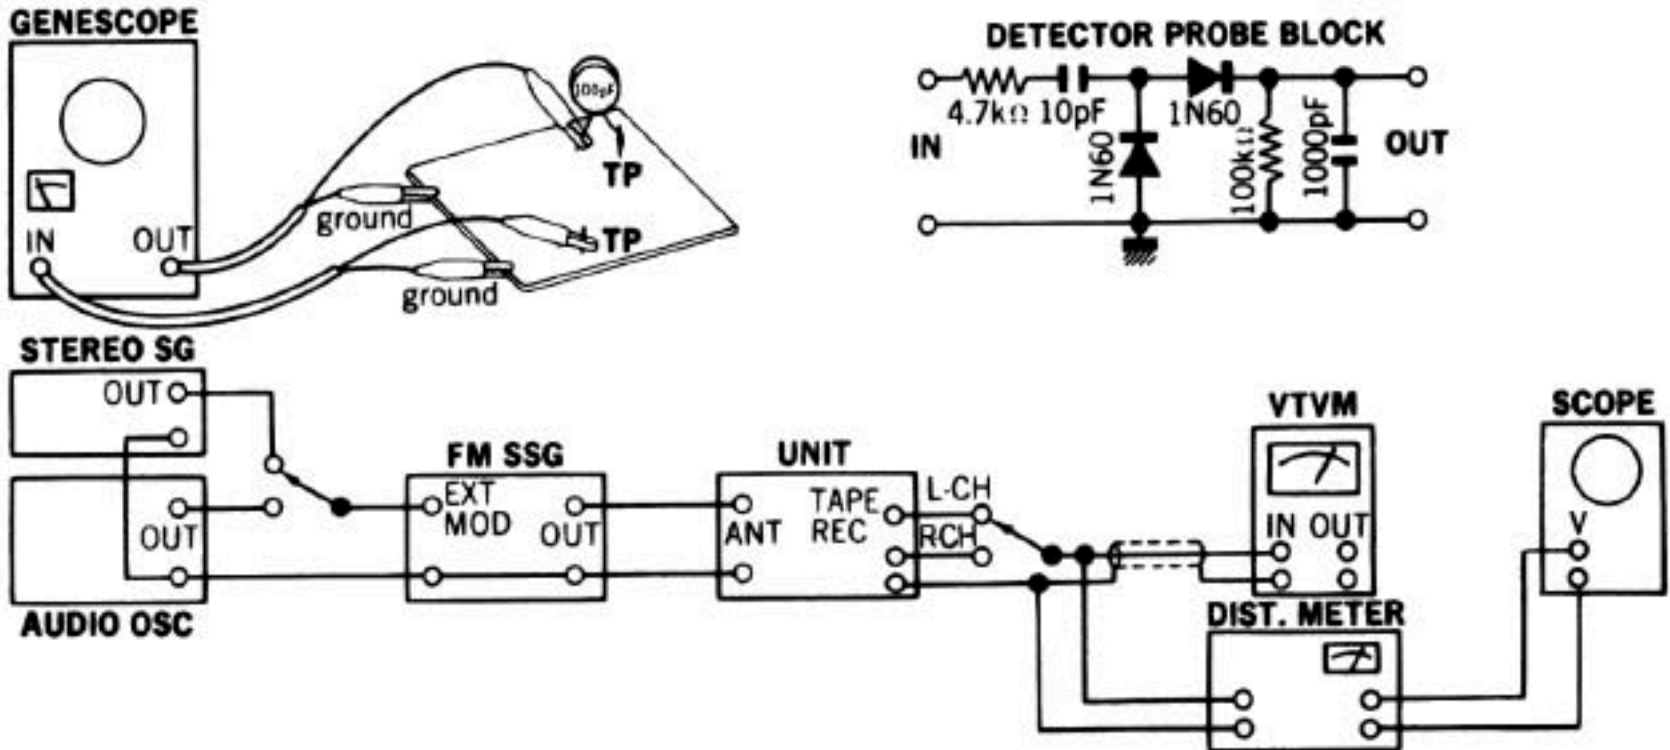 GENESCOPE
100pF
TP
ground
IN
OUT
TP
ground
DETECTOR PROBE BLOCK
4.7kΩ 10pF
1N60
IN
1N60
100kΩ
1000pF
OUT
STEREO SG
OUT
OUT
AUDIO OSC
FM SSG
EXT
MOD
OUT
UNIT
ANT
TAPE
REC
L-CH
R-CH
VTVM
IN OUT
DIST. METER
SCOPE
V